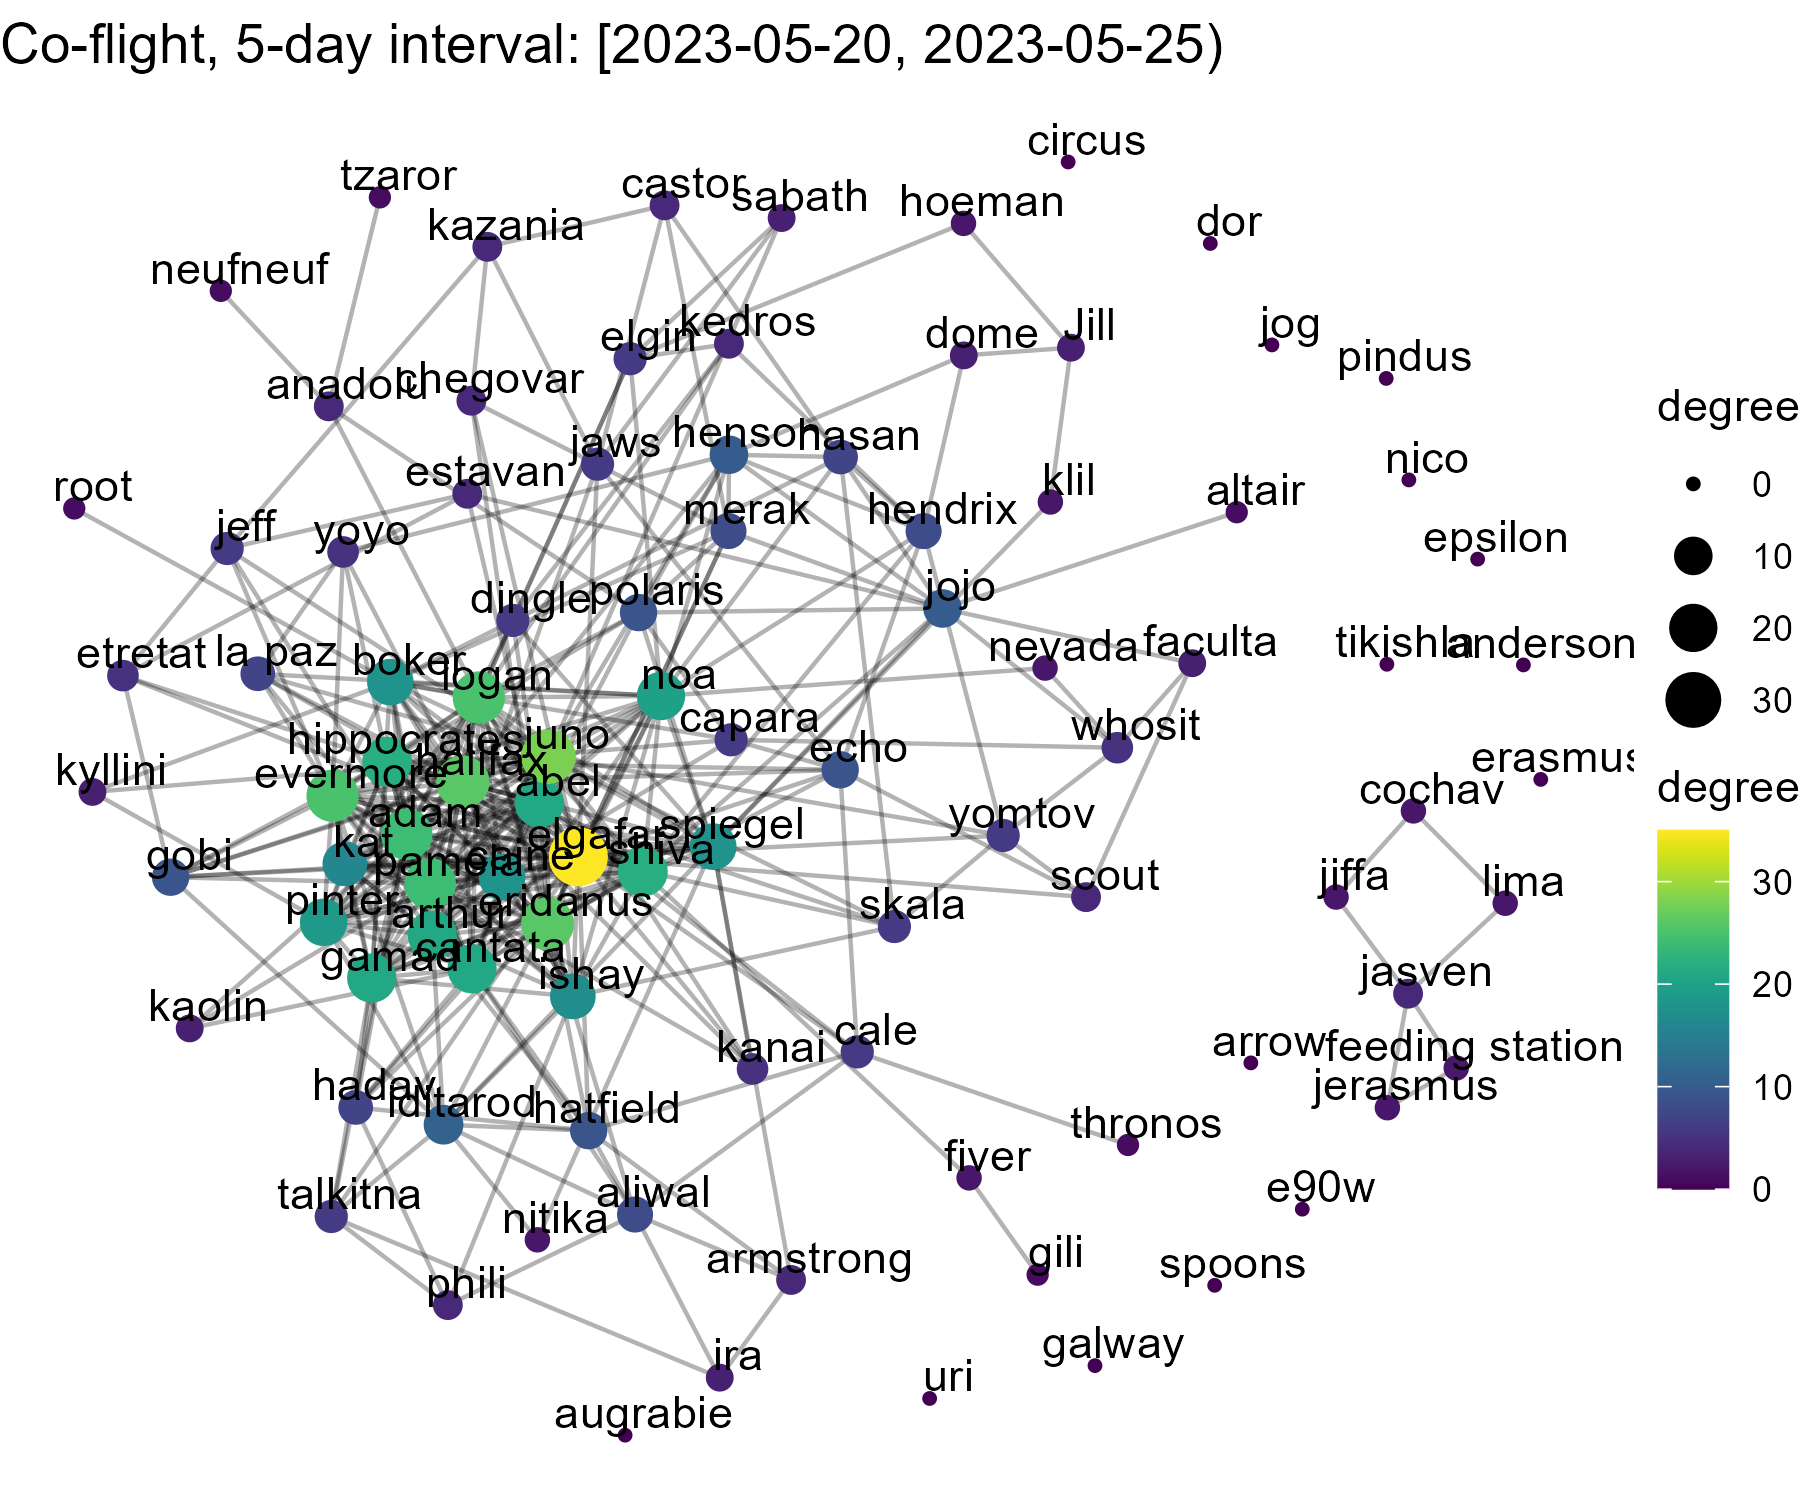 Co-flight, 5-day interval: [2023-05-20, 2023-05-25)
circus
tzaror
castor
sabath
hoeman
dor
kazania
neufneuf
elgin
kedros
dome
Jill
jog
pindus
anadolu
chegovar
jaws
henson
hasan
nico
root
estavan
klil
altair
jeff
yoyo
merak
hendrix
epsilon
dingle
polaris
jojo
etretat
la paz
boker
logan
noa
nevada
faculta
tikishla
anderson
hippocrates
juno
capara
echo
whosit
kyllini
evermore
halifax
abel
erasmus
cochav
adam
elgafar
spiegel
yomtov
gobi
kat
pamela
caine
shiva
scout
jiffa
lima
pinter
arthur
eridanus
skala
gamad
cantata
ishay
jasven
kaolin
kanai
cale
arrow
feeding station
hadav
iditarod
hatfield
jerasmus
thronos
talkitna
nitika
aliwal
fiver
e90w
phili
armstrong
gili
spoons
ira
uri
galway
augrabie
degree
0
10
20
30
degree
30
20
10
0